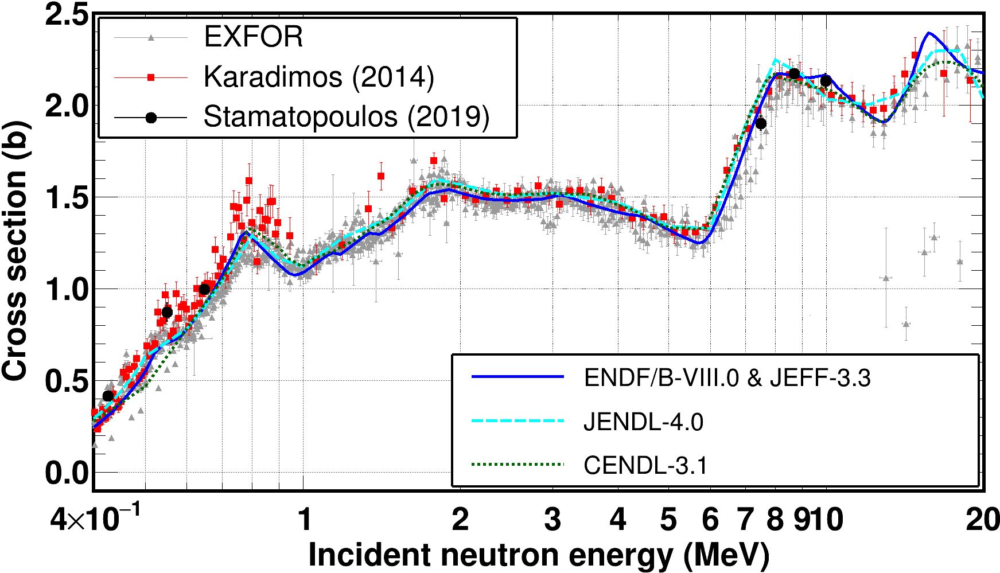 2.5
2.0
1.5
1.0
0.5
0.0
Cross section (b)
EXFOR
Karadimos (2014)
Stamatopoulos (2019)
ENDF/B-VIII.0 & JEFF-3.3
JENDL-4.0
CENDL-3.1
4×10⁻¹ 1 2 3 4 5 6 7 8 9 10 20
Incident neutron energy (MeV)